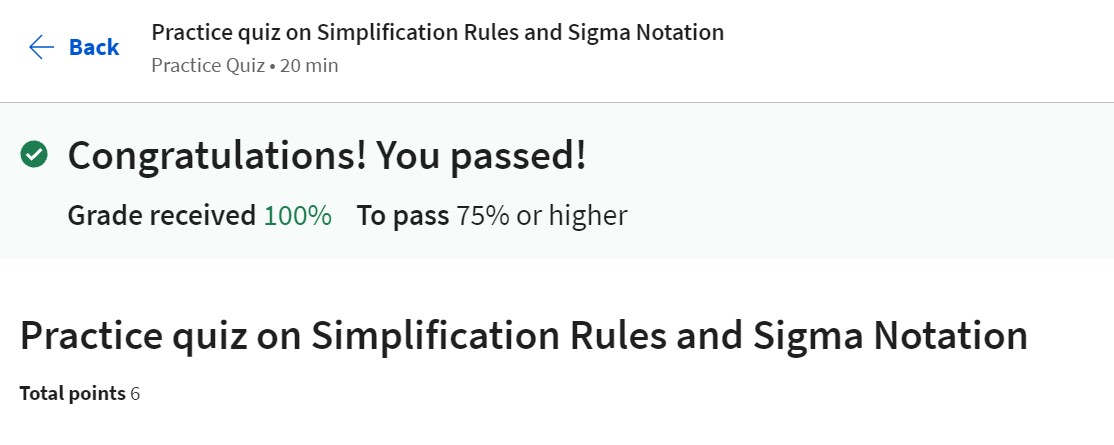 Back
Practice quiz on Simplification Rules and Sigma Notation
Practice Quiz • 20 min
Congratulations! You passed!
Grade received 100% To pass 75% or higher
Practice quiz on Simplification Rules and Sigma Notation
Total points 6